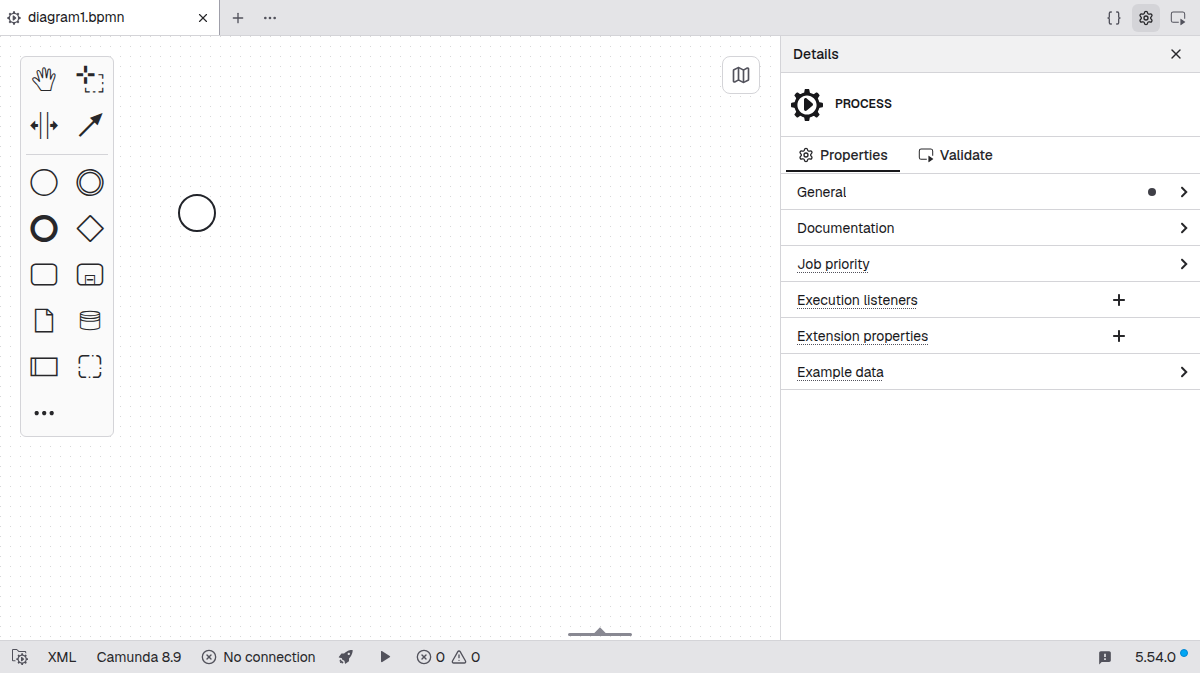 diagram1.bpmn
Details
PROCESS
Properties Validate
General
Documentation
Job priority
Execution listeners
Extension properties
Example data
XML Camunda 8.9 No connection 0 0 5.54.0